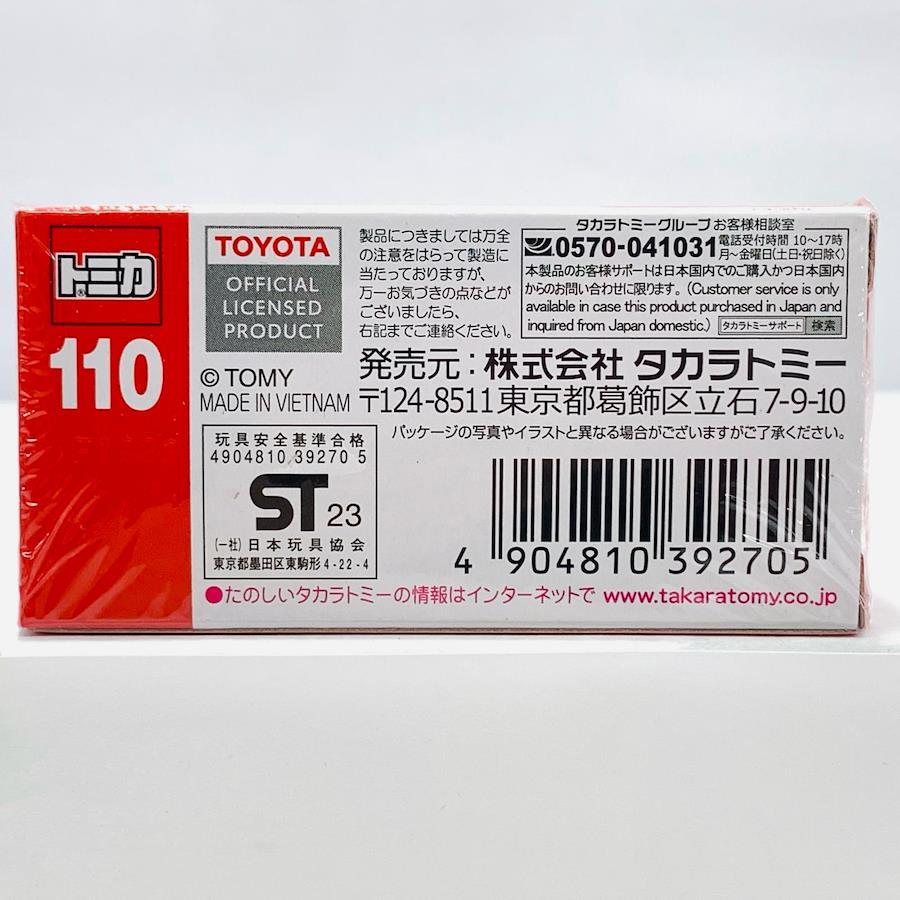 トミカ
110
TOYOTA
OFFICIAL
LICENSED
PRODUCT
© TOMY
MADE IN VIETNAM
製品につきましては万全
の注意をはらって製造に
当たっておりますが、
万一お気づきの点などが
ございましたら、
右記までご連絡ください。
タカラトミーグループ お客様相談室
0570-041031 電話受付時間 10〜17時
月〜金曜日(土日・祝日除く)
本製品のお客様サポートは日本国内でのご購入かつ日本国内
からのお問い合わせに限ります。(Customer service is only
available in case this product purchased in Japan and
inquired from Japan domestic.) タカラトミーサポート 検索
発売元：株式会社 タカラトミー
〒124-8511 東京都葛飾区立石7-9-10
パッケージの写真やイラストと異なる場合がございますがご了承ください。
玩具安全基準合格
4904810 39270 5
ST 23
(一社) 日本玩具協会
東京都墨田区東駒形4-22-4
4 904810 392705
●たのしいタカラトミーの情報はインターネットで www.takaratomy.co.jp